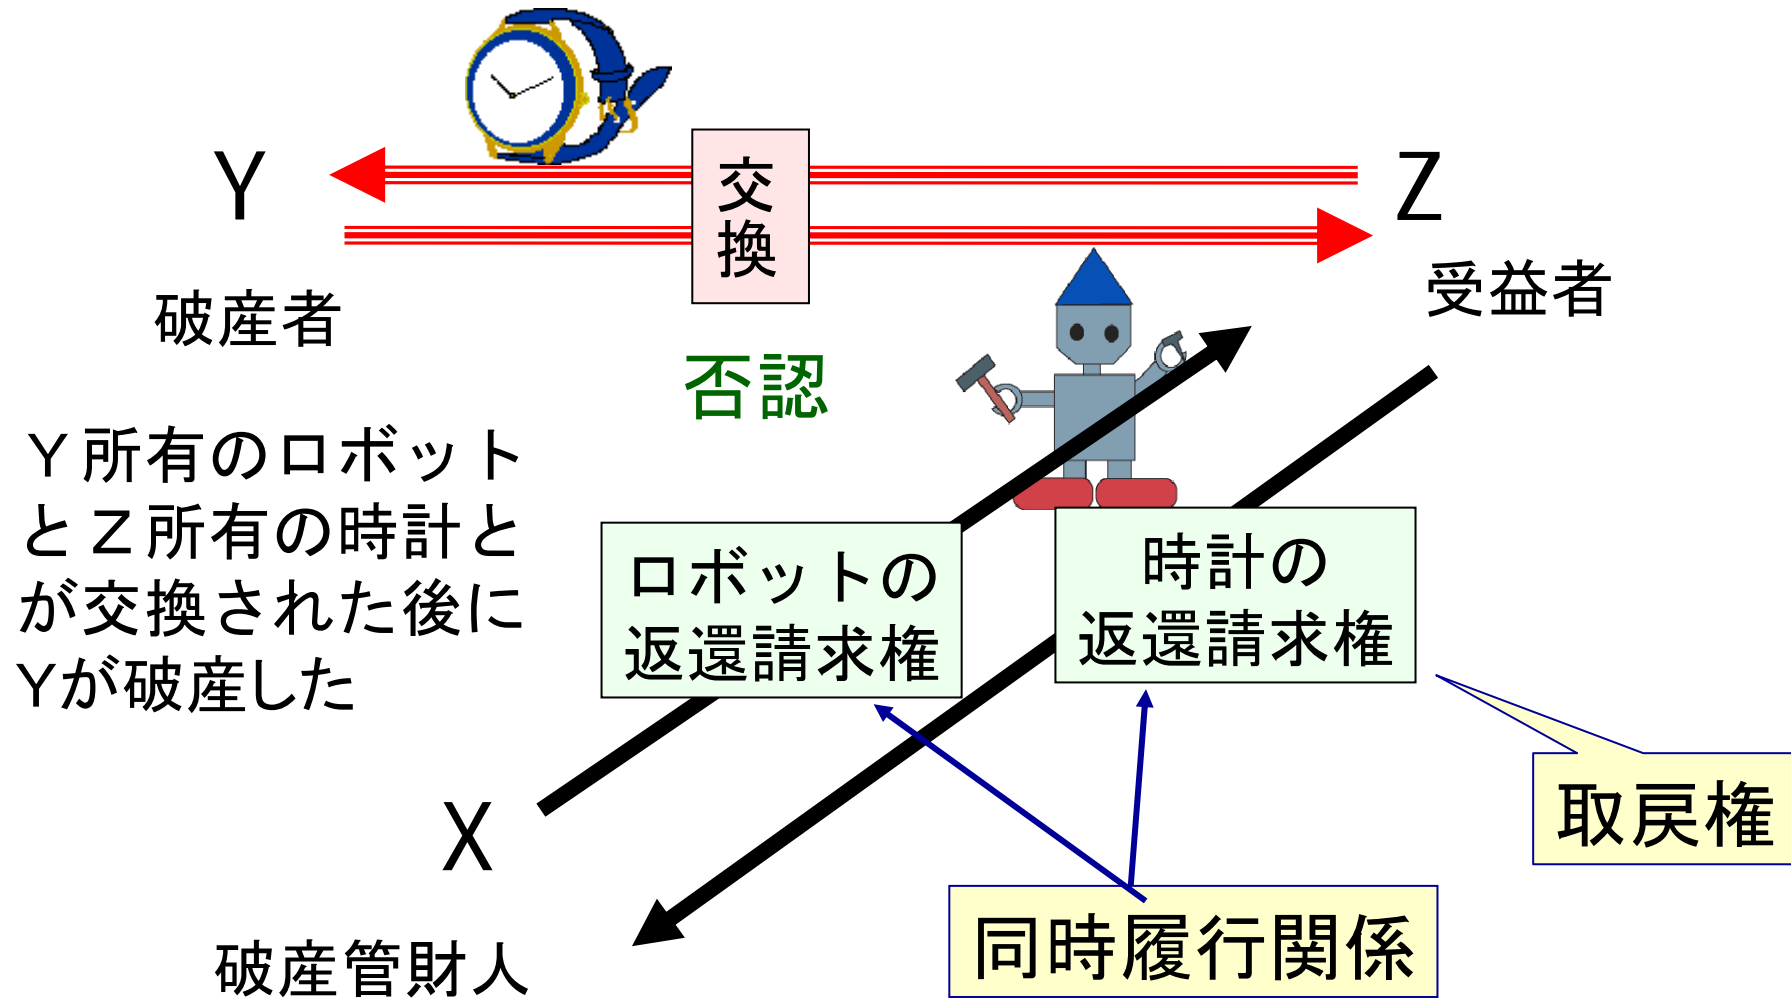 Y
交
換
Z
破産者
受益者
否認
Y所有のロボット
とZ所有の時計と
が交換された後に
Yが破産した
ロボットの
返還請求権
時計の
返還請求権
取戻権
X
破産管財人
同時履行関係